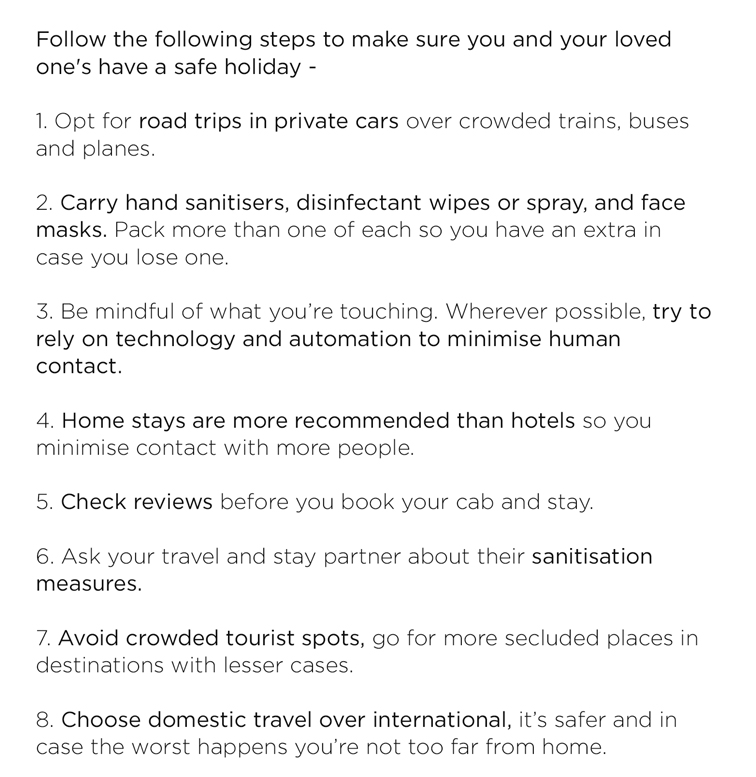 Follow the following steps to make sure you and your loved
one's have a safe holiday -
1. Opt for road trips in private cars over crowded trains, buses
and planes.
2. Carry hand sanitisers, disinfectant wipes or spray, and face
masks. Pack more than one of each so you have an extra in
case you lose one.
3. Be mindful of what you’re touching. Wherever possible, try to
rely on technology and automation to minimise human
contact.
4. Home stays are more recommended than hotels so you
minimise contact with more people.
5. Check reviews before you book your cab and stay.
6. Ask your travel and stay partner about their sanitisation
measures.
7. Avoid crowded tourist spots, go for more secluded places in
destinations with lesser cases.
8. Choose domestic travel over international, it’s safer and in
case the worst happens you’re not too far from home.